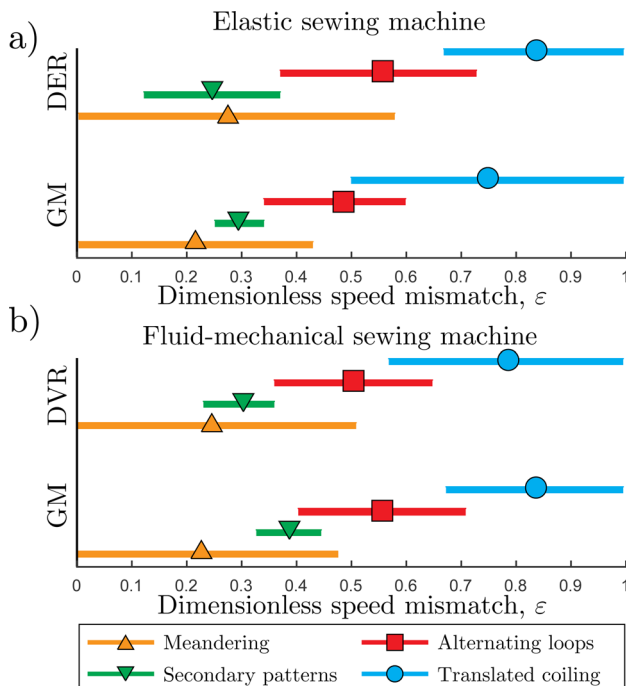 a)
Elastic sewing machine
DER
GM
0 0.1 0.2 0.3 0.4 0.5 0.6 0.7 0.8 0.9 1
Dimensionless speed mismatch, ε
b)
Fluid-mechanical sewing machine
DVR
GM
0 0.1 0.2 0.3 0.4 0.5 0.6 0.7 0.8 0.9 1
Dimensionless speed mismatch, ε
Meandering
Alternating loops
Secondary patterns
Translated coiling